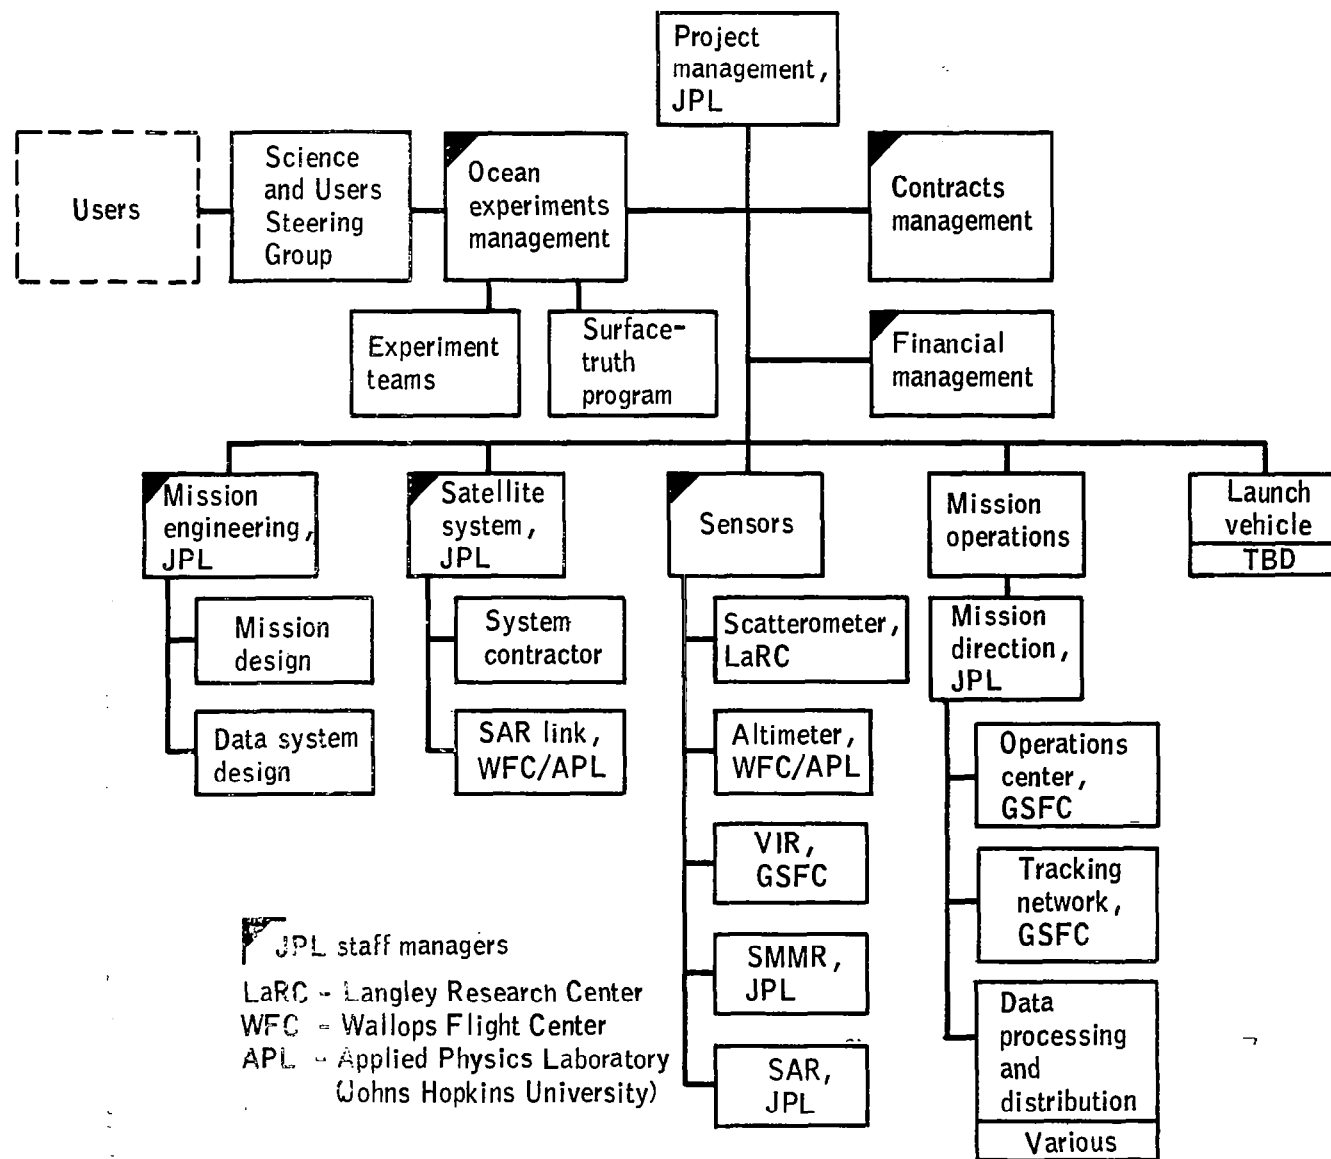 Project
management,
JPL
Users
Science
and Users
Steering
Group
Ocean
experiments
management
Contracts
management
Experiment
teams
Surface-
truth
program
Financial
management
Mission
engineering,
JPL
Satellite
system,
JPL
Sensors
Mission
operations
Launch
vehicle
TBD
Mission
design
Data system
design
System
contractor
SAR link,
WFC/APL
Scatterometer,
LaRC
Altimeter,
WFC/APL
VIR,
GSFC
SMMR,
JPL
SAR,
JPL
Mission
direction,
JPL
Operations
center,
GSFC
Tracking
network,
GSFC
Data
processing
and
distribution
Various
JPL staff managers
LaRC - Langley Research Center
WFC - Wallops Flight Center
APL - Applied Physics Laboratory
(Johns Hopkins University)